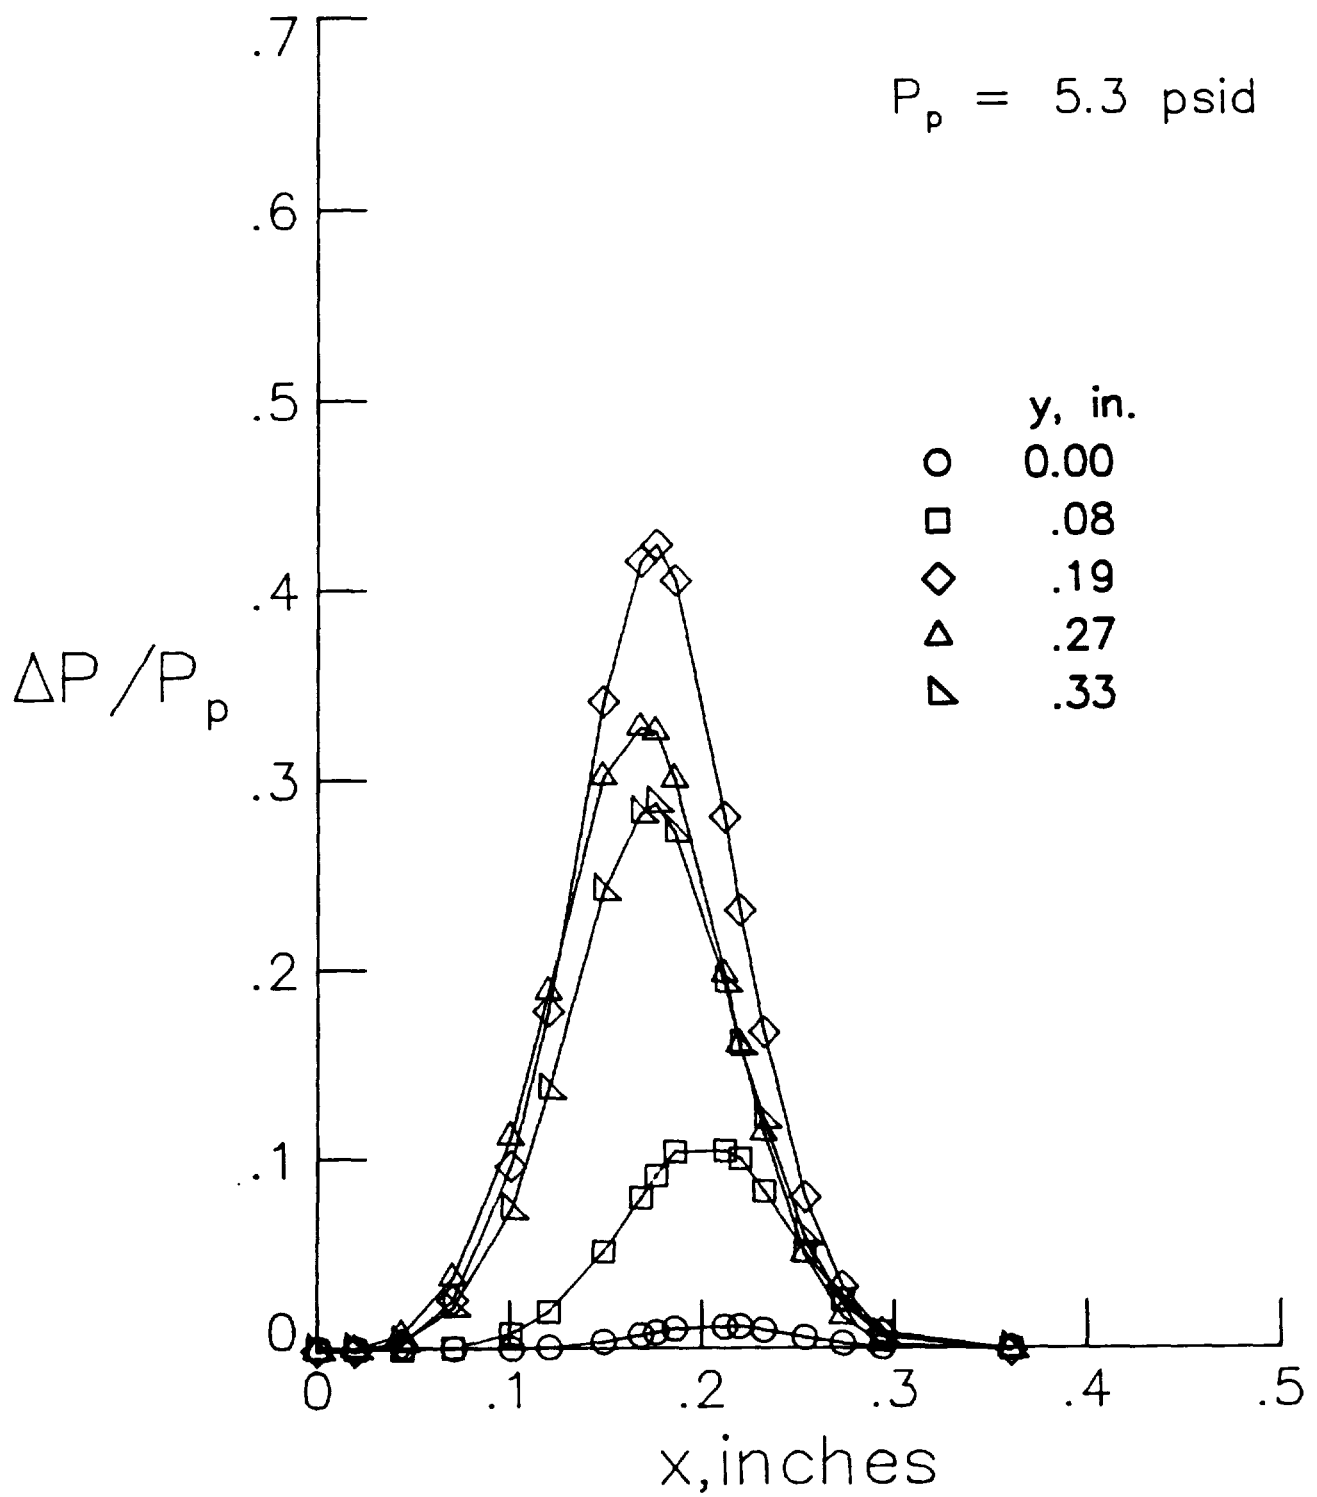 .7
P_p = 5.3 psid
.6
.5
y, in.
0.00
.08
.4
.19
.27
ΔP/P_p
.33
.3
.2
.1
0
0 .1 .2 .3 .4 .5
x,inches